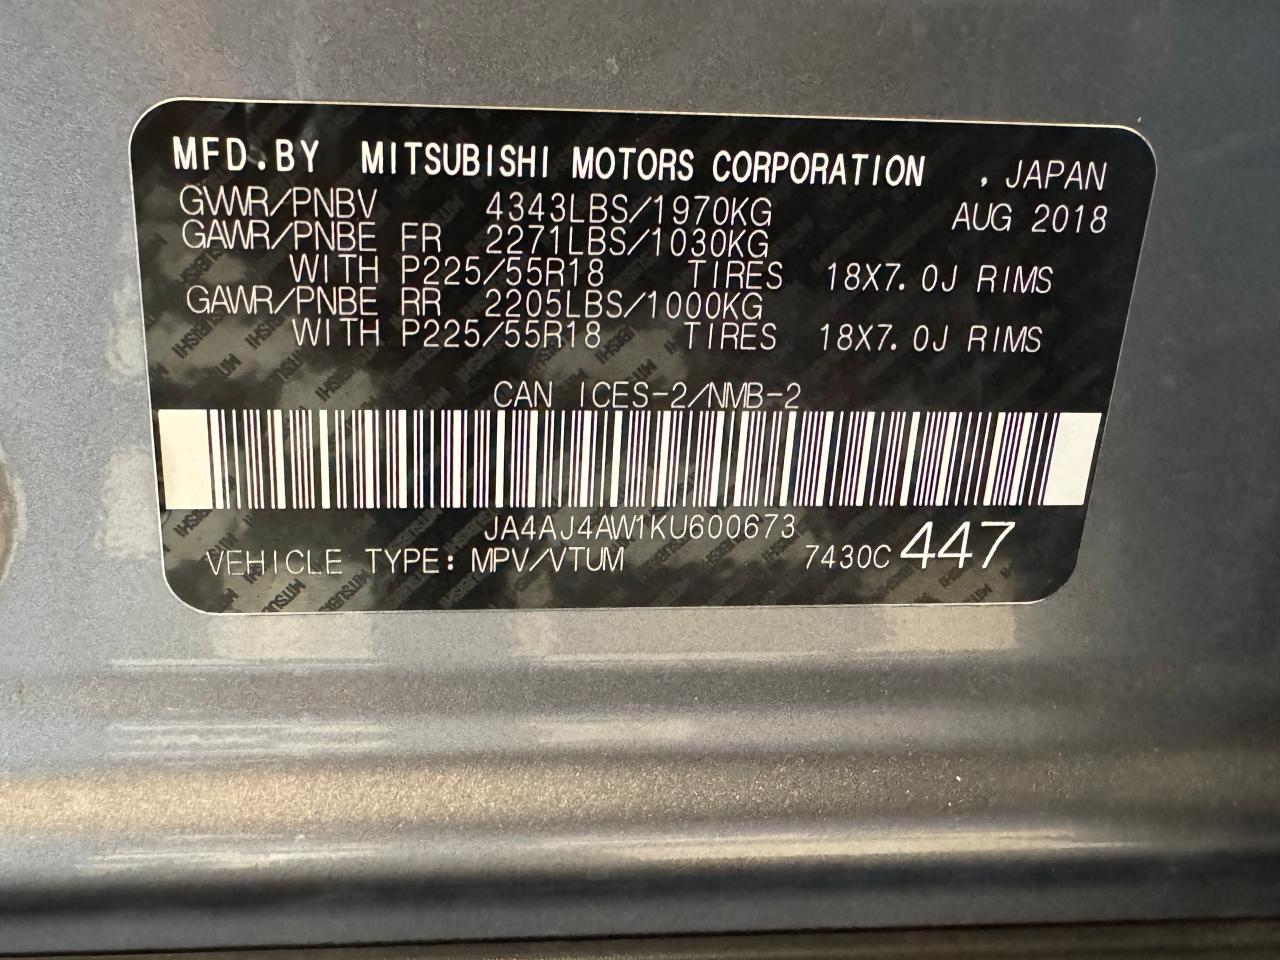 MFD.BY MITSUBISHI MOTORS CORPORATION , JAPAN
GVWR/PNBV 4343LBS/1970KG AUG 2018
GAWR/PNBE FR 2271LBS/1030KG
WITH P225/55R18 TIRES 18X7.0J RIMS
GAWR/PNBE RR 2205LBS/1000KG
WITH P225/55R18 TIRES 18X7.0J RIMS
CAN ICES-2/NMB-2
JA4AJ4AW1KU600673
VEHICLE TYPE: MPV/VTUM 7430C 447